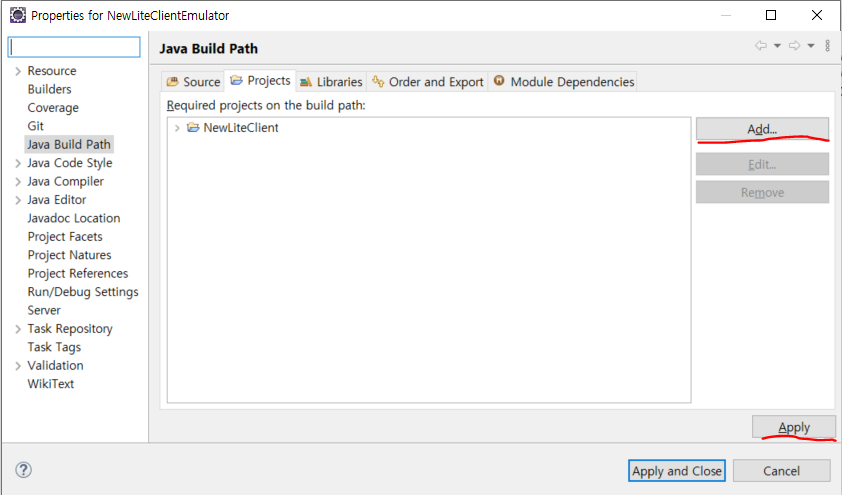 Properties for NewLiteClientEmulator
Resource
Builders
Coverage
Git
Java Build Path
Java Code Style
Java Compiler
Java Editor
Javadoc Location
Project Facets
Project Natures
Project References
Run/Debug Settings
Server
Task Repository
Task Tags
Validation
WikiText
Java Build Path
Source Projects Libraries Order and Export Module Dependencies
Required projects on the build path:
NewLiteClient
Add...
Edit...
Remove
Apply
Apply and Close Cancel